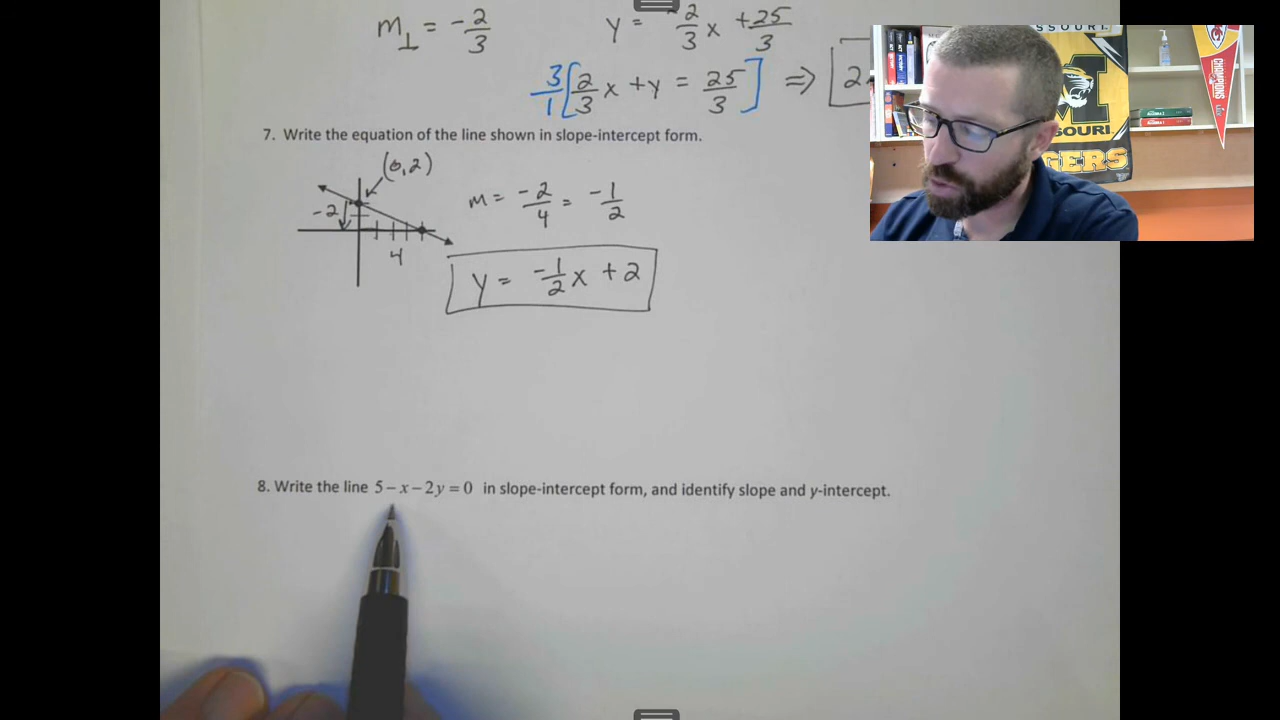 m⊥ = -2/3 y = -2/3 x + 25/3
3/1 [ 2/3 x + y = 25/3 ] ⇒ 2
7. Write the equation of the line shown in slope-intercept form.
(0,2)
-2
4
m = -2/4 = -1/2
y = -1/2 x + 2
8. Write the line 5 − x − 2y = 0 in slope-intercept form, and identify slope and y-intercept.
SSOURI
SOURI.
GERS
CHAMPIONS